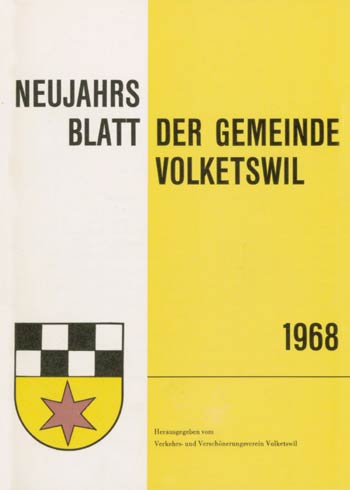 NEUJAHRS
BLATT DER GEMEINDE
VOLKETSWIL
1968
Herausgegeben vom
Verkehrs- und Verschönerungsverein Volketswil